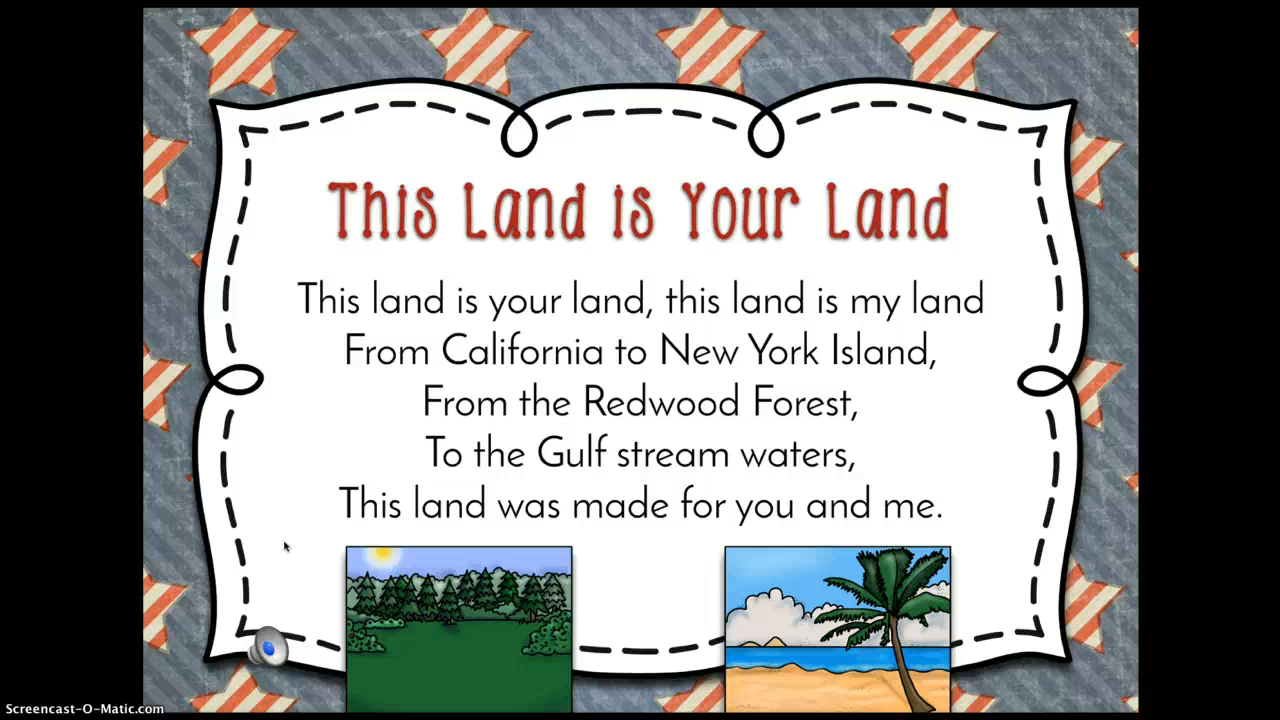 This Land is Your Land
This land is your land, this land is my land
From California to New York Island,
From the Redwood Forest,
To the Gulf stream waters,
This land was made for you and me.
Screencast-O-Matic.com